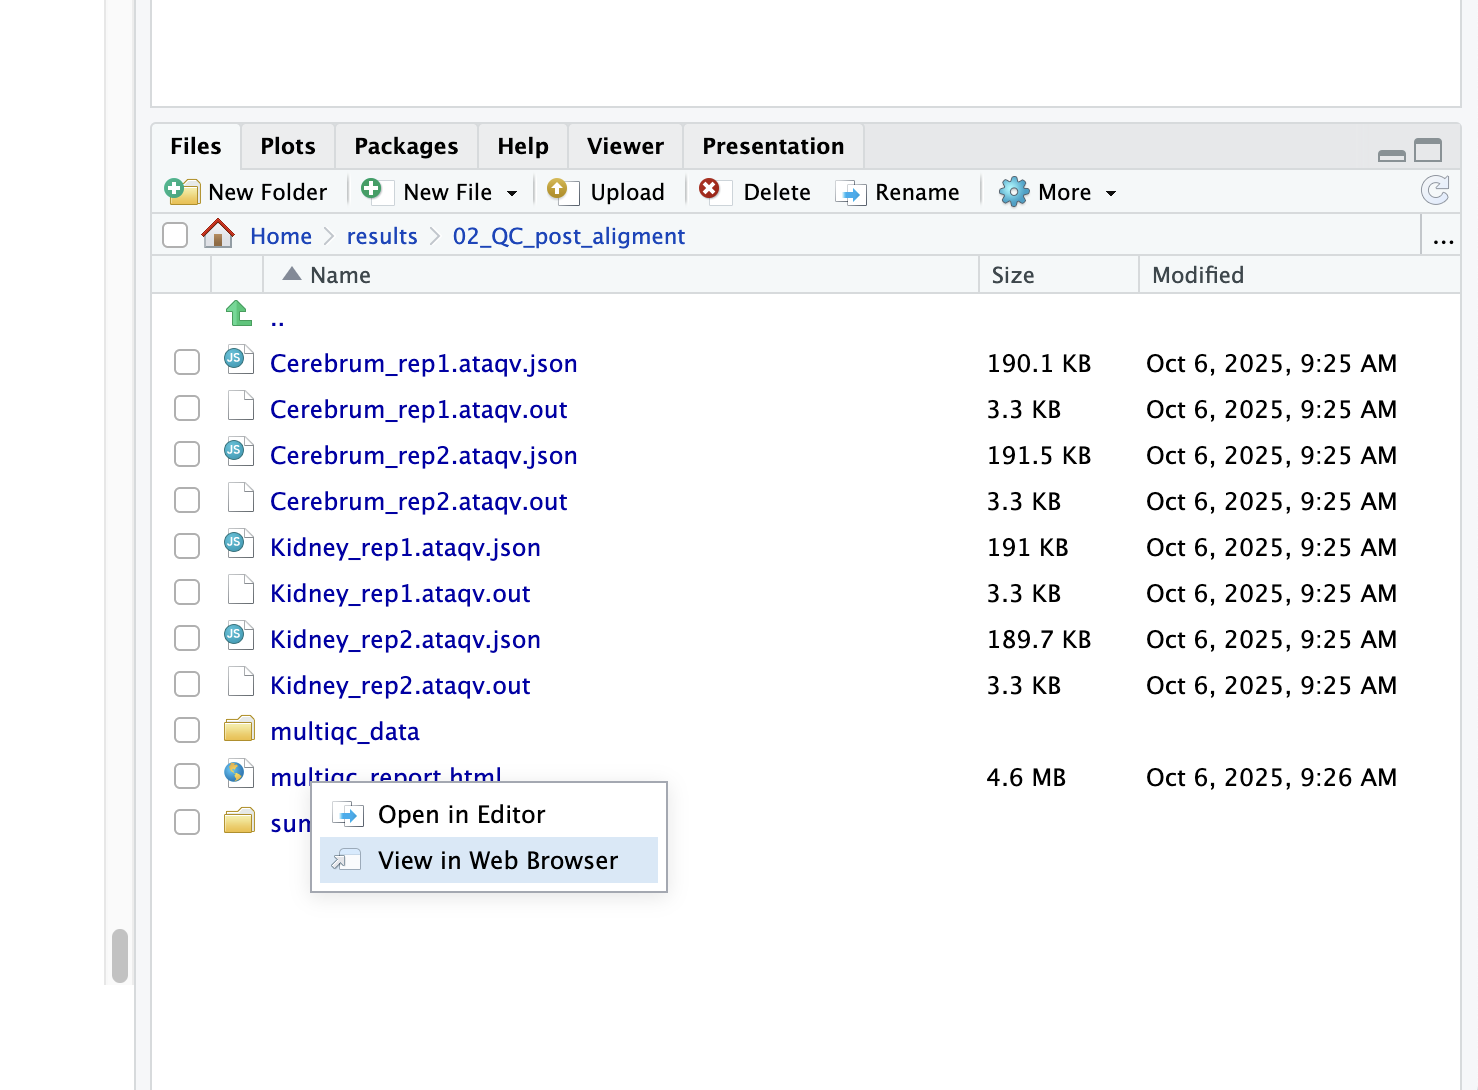 Files Plots Packages Help Viewer Presentation
New Folder New File Upload Delete Rename More
Home results 02_QC_post_aligment ...
Name Size Modified
..
Cerebrum_rep1.ataqv.json 190.1 KB Oct 6, 2025, 9:25 AM
Cerebrum_rep1.ataqv.out 3.3 KB Oct 6, 2025, 9:25 AM
Cerebrum_rep2.ataqv.json 191.5 KB Oct 6, 2025, 9:25 AM
Cerebrum_rep2.ataqv.out 3.3 KB Oct 6, 2025, 9:25 AM
Kidney_rep1.ataqv.json 191 KB Oct 6, 2025, 9:25 AM
Kidney_rep1.ataqv.out 3.3 KB Oct 6, 2025, 9:25 AM
Kidney_rep2.ataqv.json 189.7 KB Oct 6, 2025, 9:25 AM
Kidney_rep2.ataqv.out 3.3 KB Oct 6, 2025, 9:25 AM
multiqc_data
multiqc_report.html 4.6 MB Oct 6, 2025, 9:26 AM
Open in Editor
View in Web Browser